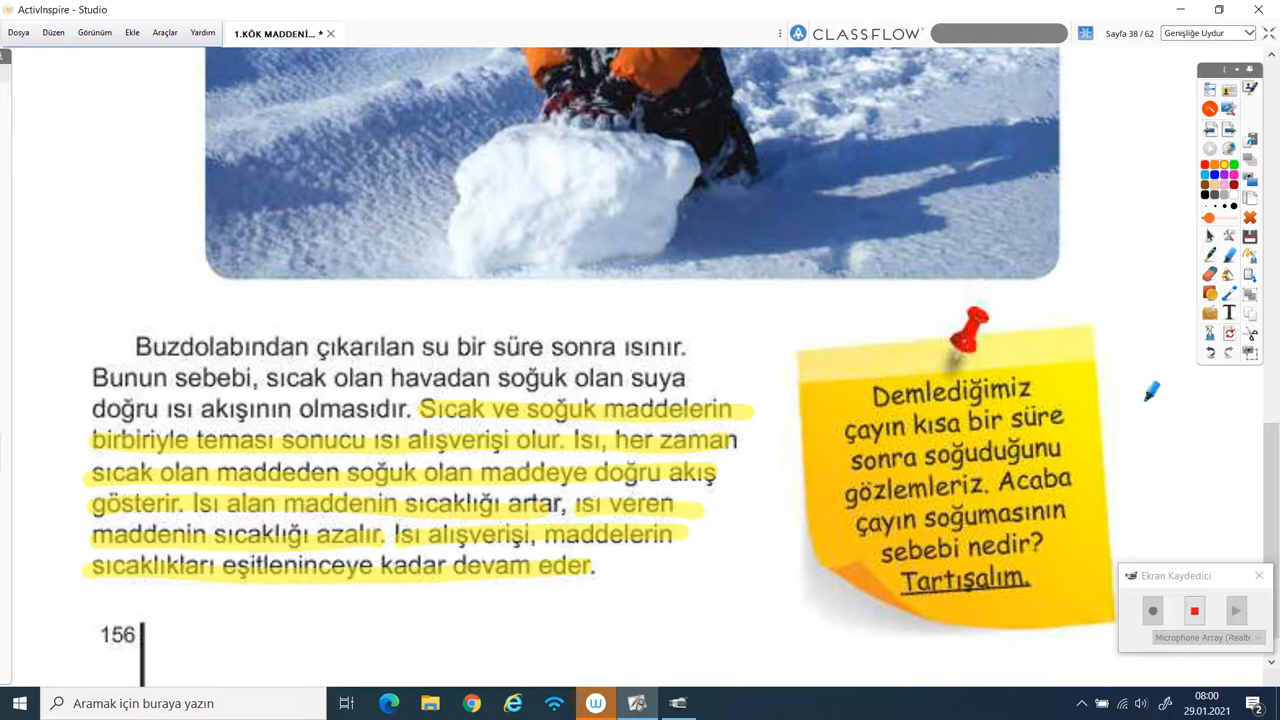 ActivInspire - Studio
Dosya Düzen Görünüm Ekle Araçlar Yardım
1.KÖK MADDENİ... *
CLASSFLOW
Sayfa 38 / 62
Genişliğe Uydur
Buzdolabından çıkarılan su bir süre sonra ısınır.
Bunun sebebi, sıcak olan havadan soğuk olan suya
doğru ısı akışının olmasıdır. Sıcak ve soğuk maddelerin
birbiriyle teması sonucu ısı alışverişi olur. Isı, her zaman
sıcak olan maddeden soğuk olan maddeye doğru akış
gösterir. Isı alan maddenin sıcaklığı artar, ısı veren
maddenin sıcaklığı azalır. Isı alışverişi, maddelerin
sıcaklıkları eşitleninceye kadar devam eder.
156
Demlediğimiz
çayın kısa bir süre
sonra soğuduğunu
gözlemleriz. Acaba
çayın soğumasının
sebebi nedir?
Tartışalım.
Ekran Kaydedici
Microphone Array (Realt
Aramak için buraya yazın
08:00
29.01.2021
2